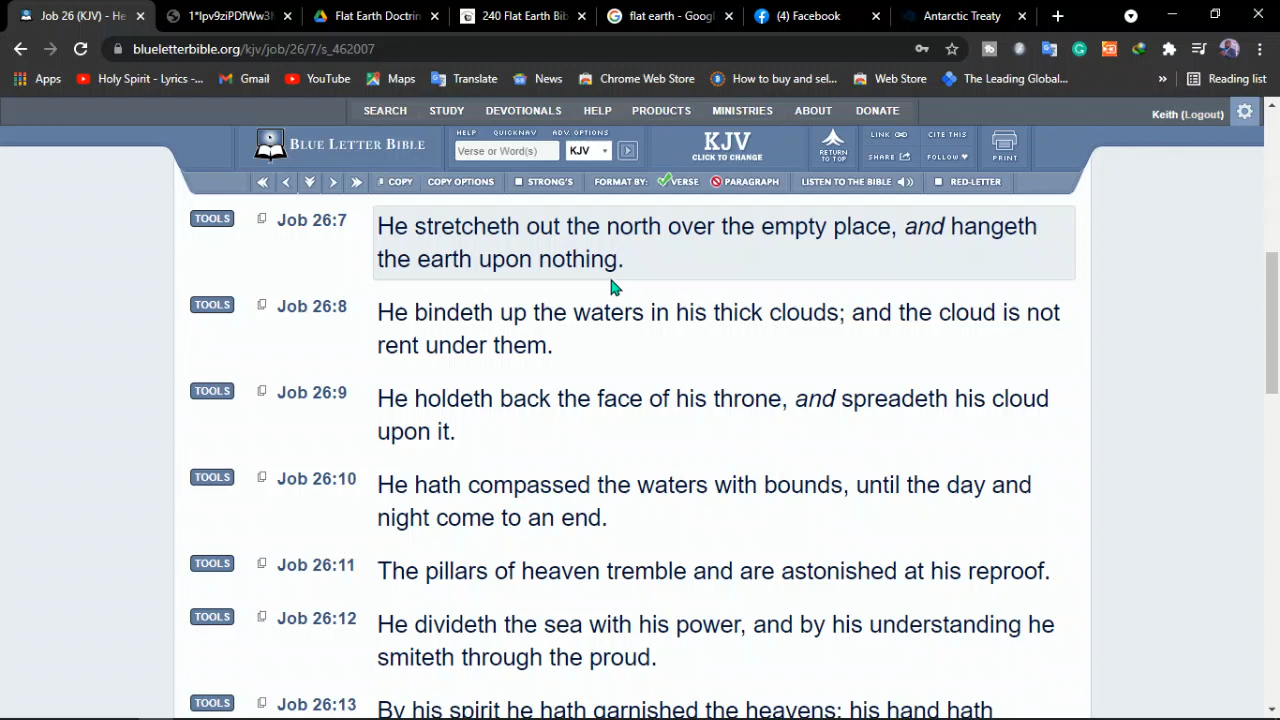 Job 26 (KJV) - He
1*Ipv9ziPDfWw3h
Flat Earth Doctrin
240 Flat Earth Bib
flat earth - Googl
(4) Facebook
Antarctic Treaty
blueletterbible.org/kjv/job/26/7/s_462007
Apps
Holy Spirit - Lyrics -...
Gmail
YouTube
Maps
Translate
News
Chrome Web Store
How to buy and sel...
Web Store
The Leading Global...
»
Reading list
SEARCH STUDY DEVOTIONALS HELP PRODUCTS MINISTRIES ABOUT DONATE
Keith (Logout)
BLUE LETTER BIBLE
HELP QUICKNAV ADV. OPTIONS
Verse or Word(s)
KJV
KJV
CLICK TO CHANGE
RETURN
TO TOP
LINK
CITE THIS
SHARE
FOLLOW
PRINT
COPY COPY OPTIONS STRONG'S FORMAT BY: VERSE PARAGRAPH LISTEN TO THE BIBLE RED-LETTER
TOOLS Job 26:7 He stretcheth out the north over the empty place, and hangeth
the earth upon nothing.
TOOLS Job 26:8 He bindeth up the waters in his thick clouds; and the cloud is not
rent under them.
TOOLS Job 26:9 He holdeth back the face of his throne, and spreadeth his cloud
upon it.
TOOLS Job 26:10 He hath compassed the waters with bounds, until the day and
night come to an end.
TOOLS Job 26:11 The pillars of heaven tremble and are astonished at his reproof.
TOOLS Job 26:12 He divideth the sea with his power, and by his understanding he
smiteth through the proud.
TOOLS Job 26:13 By his spirit he hath garnished the heavens; his hand hath